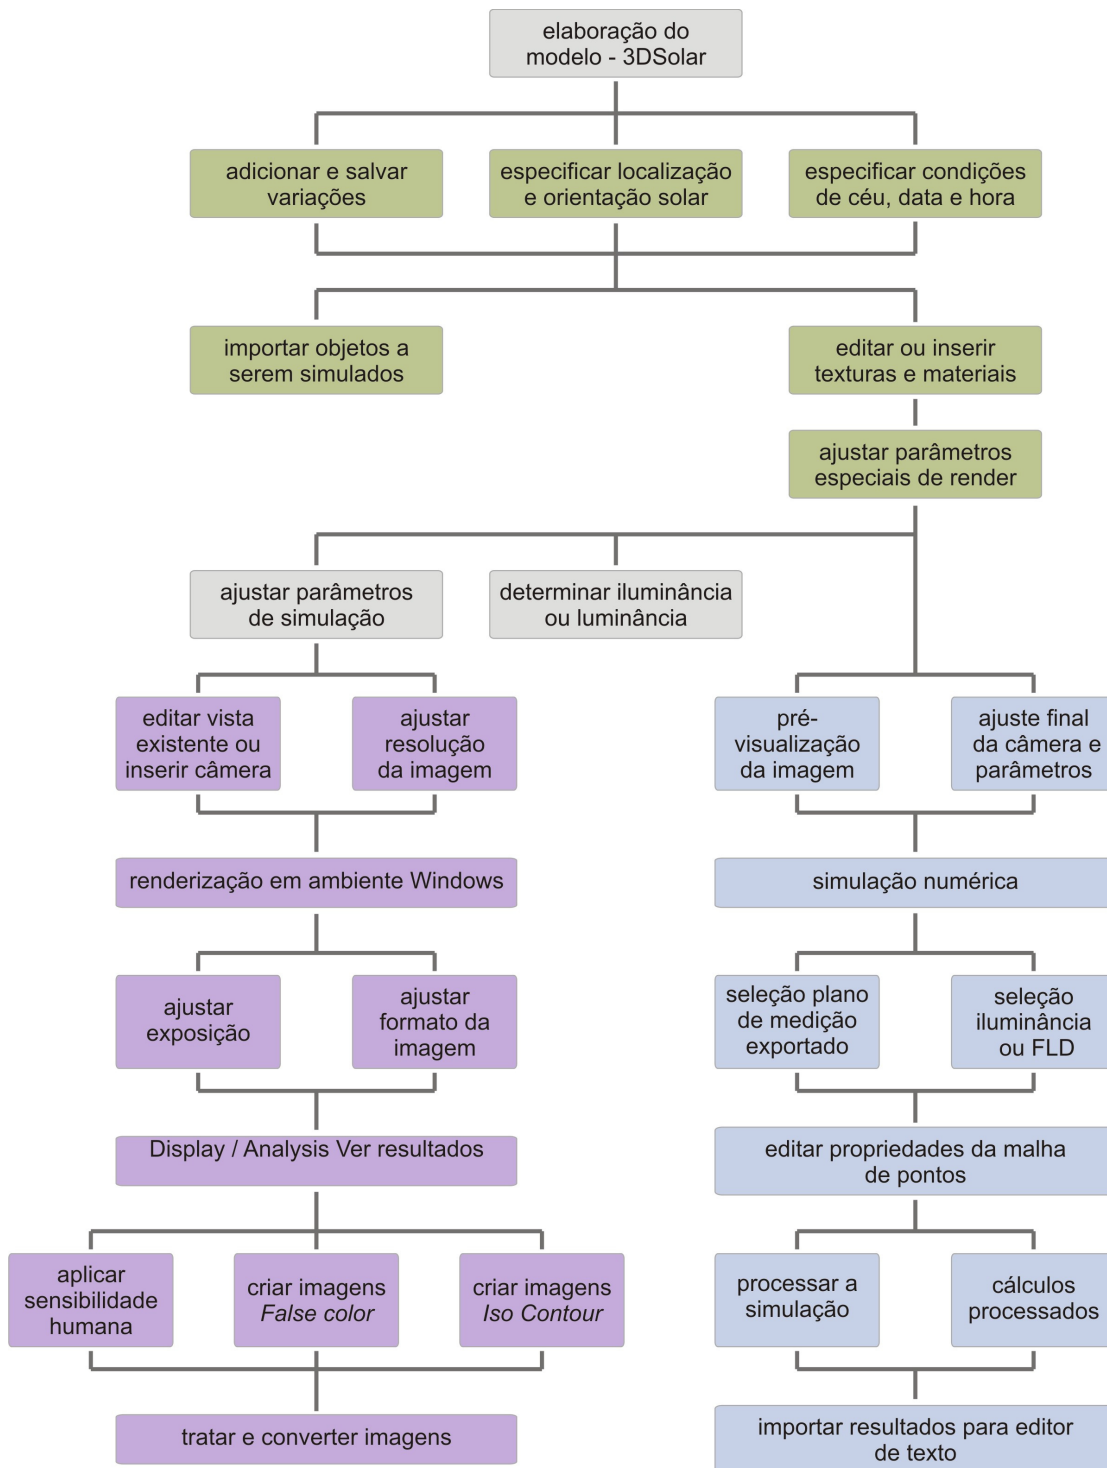 elaboração do
modelo - 3DSolar
adicionar e salvar
variações
especificar localização
e orientação solar
especificar condições
de céu, data e hora
importar objetos a
serem simulados
editar ou inserir
texturas e materiais
ajustar parâmetros
especiais de render
ajustar parâmetros
de simulação
determinar iluminância
ou luminância
editar vista
existente ou
inserir câmera
ajustar
resolução
da imagem
pré-
visualização
da imagem
ajuste final
da câmera e
parâmetros
renderização em ambiente Windows
simulação numérica
ajustar
exposição
ajustar
formato da
imagem
seleção plano
de medição
exportado
seleção
iluminância
ou FLD
Display / Analysis Ver resultados
editar propriedades da malha
de pontos
aplicar
sensibilidade
humana
criar imagens
False color
criar imagens
Iso Contour
processar a
simulação
cálculos
processados
tratar e converter imagens
importar resultados para editor
de texto